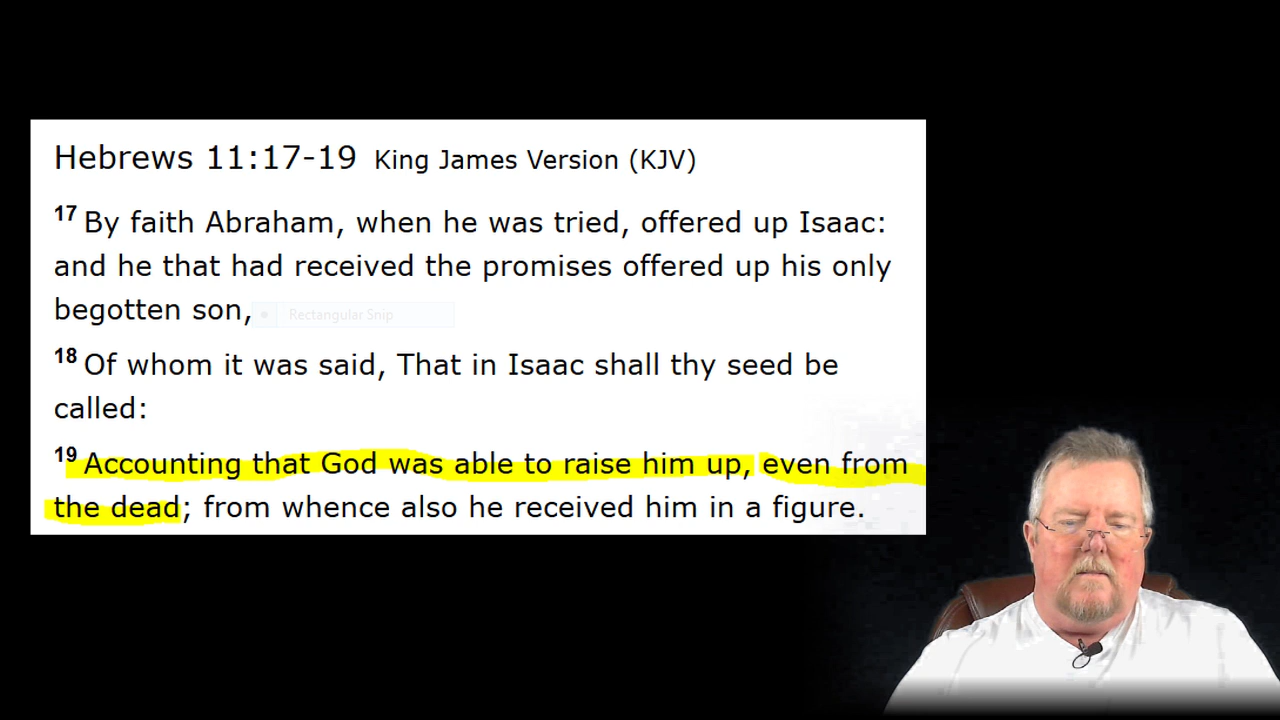 Hebrews 11:17-19 King James Version (KJV)
17 By faith Abraham, when he was tried, offered up Isaac:
and he that had received the promises offered up his only
begotten son,
Rectangular Snip
18 Of whom it was said, That in Isaac shall thy seed be
called:
19 Accounting that God was able to raise him up, even from
the dead; from whence also he received him in a figure.